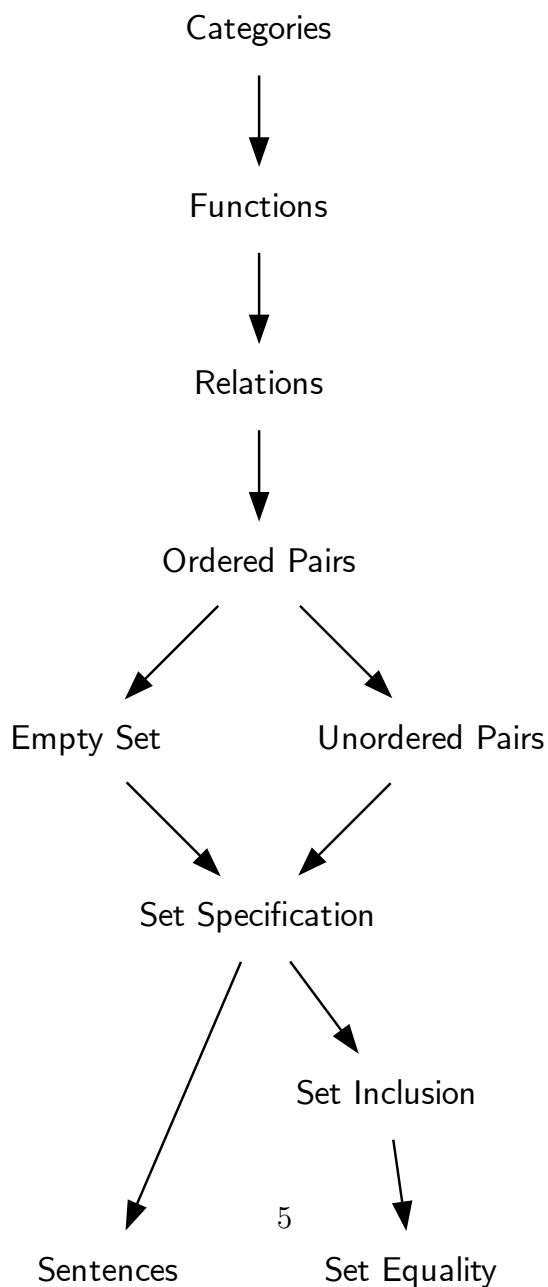 Categories
Functions
Relations
Ordered Pairs
Empty Set Unordered Pairs
Set Specification
Set Inclusion
5
Sentences Set Equality